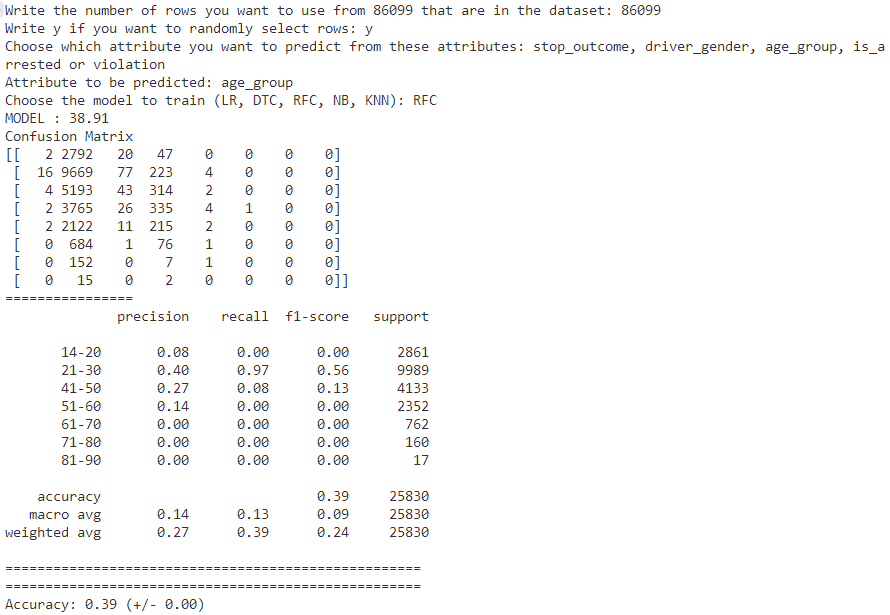 Write the number of rows you want to use from 86099 that are in the dataset: 86099
Write y if you want to randomly select rows: y
Choose which attribute you want to predict from these attributes: stop_outcome, driver_gender, age_group, is_a
rrested or violation
Attribute to be predicted: age_group
Choose the model to train (LR, DTC, RFC, NB, KNN): RFC
MODEL : 38.91
Confusion Matrix
[[   2 2792   20   47    0    0    0    0]
 [  16 9669   77  223    4    0    0    0]
 [   4 5193   43  314    2    0    0    0]
 [   2 3765   26  335    4    1    0    0]
 [   2 2122   11  215    2    0    0    0]
 [   0  684    1   76    1    0    0    0]
 [   0  152    0    7    1    0    0    0]
 [   0   15    0    2    0    0    0    0]]
================
              precision    recall  f1-score   support
       14-20       0.08      0.00      0.00      2861
       21-30       0.40      0.97      0.56      9989
       41-50       0.27      0.08      0.13      4133
       51-60       0.14      0.00      0.00      2352
       61-70       0.00      0.00      0.00       762
       71-80       0.00      0.00      0.00       160
       81-90       0.00      0.00      0.00        17
    accuracy                           0.39     25830
   macro avg       0.14      0.13      0.09     25830
weighted avg       0.27      0.39      0.24     25830
====================================================
====================================================
Accuracy: 0.39 (+/- 0.00)